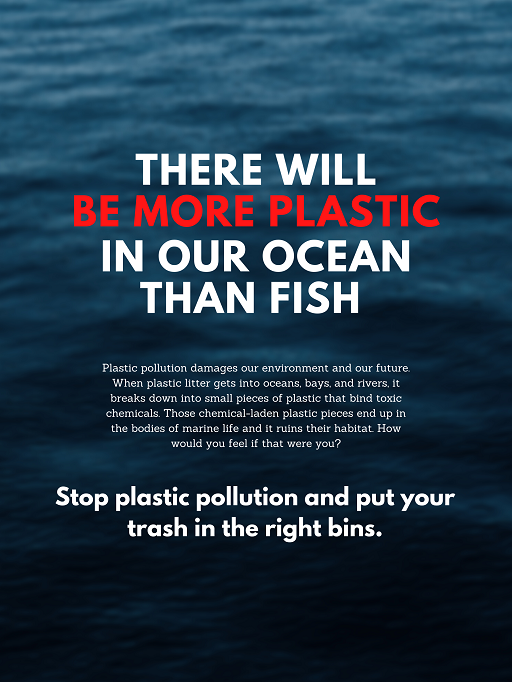 THERE WILL
BE MORE PLASTIC
IN OUR OCEAN
THAN FISH
Plastic pollution damages our environment and our future.
When plastic litter gets into oceans, bays, and rivers, it
breaks down into small pieces of plastic that bind toxic
chemicals. Those chemical-laden plastic pieces end up in
the bodies of marine life and it ruins their habitat. How
would you feel if that were you?
Stop plastic pollution and put your
trash in the right bins.